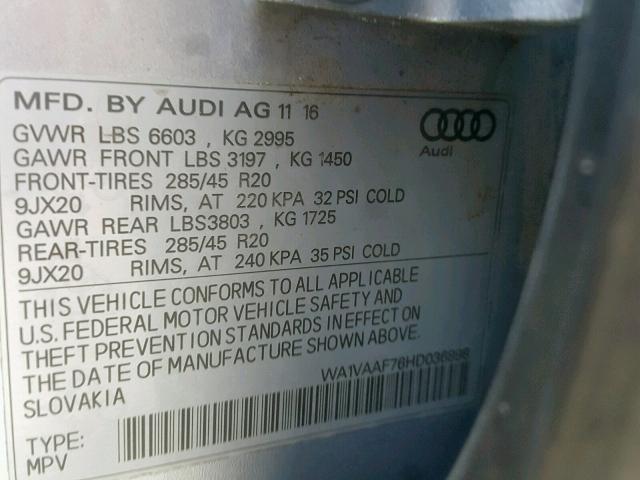 MFD. BY AUDI AG 11 16
Audi
GVWR LBS 6603 , KG 2995
GAWR FRONT LBS 3197 , KG 1450
FRONT-TIRES 285/45 R20
9JX20 RIMS, AT 220 KPA 32 PSI COLD
GAWR REAR LBS3803 , KG 1725
REAR-TIRES 285/45 R20
9JX20 RIMS, AT 240 KPA 35 PSI COLD
THIS VEHICLE CONFORMS TO ALL APPLICABLE
U.S. FEDERAL MOTOR VEHICLE SAFETY AND
THEFT PREVENTION STANDARDS IN EFFECT ON
THE DATE OF MANUFACTURE SHOWN ABOVE.
SLOVAKIA
WA1VAAF76HD036898
TYPE:
MPV